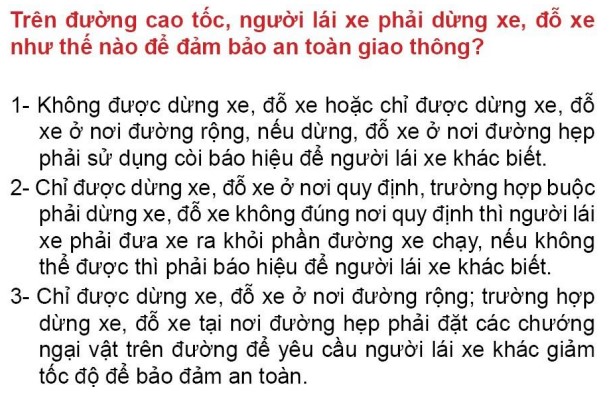 Trên đường cao tốc, người lái xe phải dừng xe, đỗ xe
như thế nào để đảm bảo an toàn giao thông?
1- Không được dừng xe, đỗ xe hoặc chỉ được dừng xe, đỗ
xe ở nơi đường rộng, nếu dừng, đỗ xe ở nơi đường hẹp
phải sử dụng còi báo hiệu để người lái xe khác biết.
2- Chỉ được dừng xe, đỗ xe ở nơi quy định, trường hợp buộc
phải dừng xe, đỗ xe không đúng nơi quy định thì người lái
xe phải đưa xe ra khỏi phần đường xe chạy, nếu không
thể được thì phải báo hiệu để người lái xe khác biết.
3- Chỉ được dừng xe, đỗ xe ở nơi đường rộng; trường hợp
dừng xe, đỗ xe tại nơi đường hẹp phải đặt các chướng
ngại vật trên đường để yêu cầu người lái xe khác giảm
tốc độ để bảo đảm an toàn.